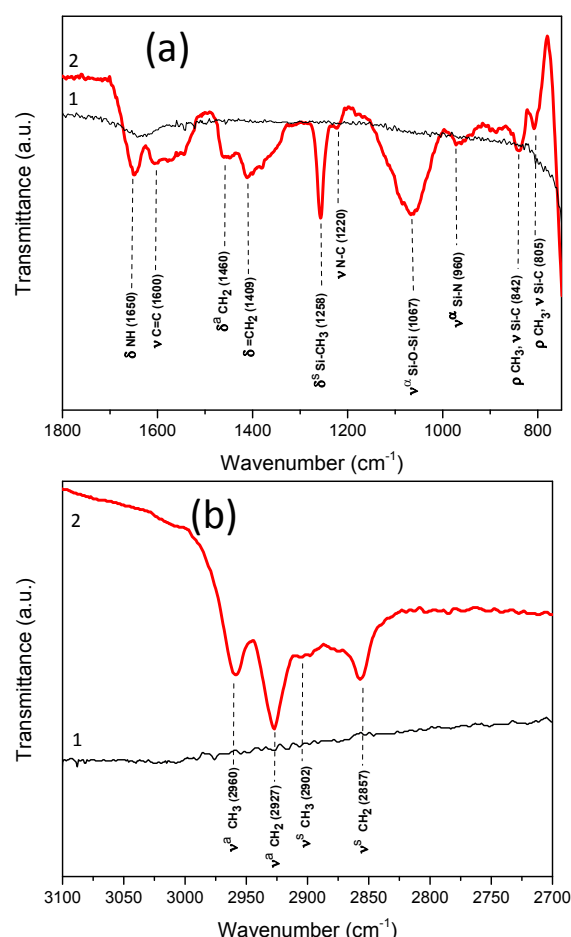 (a)
2
1
Transmittance (a.u.)
δ NH (1650)
ν C=C (1600)
δᵃ CH₂ (1460)
δ =CH₂ (1409)
δˢ Si-CH₃ (1258)
ν N-C (1220)
νᵅ Si-O-Si (1067)
νᵅ Si-N (960)
ρ CH₃, ν Si-C (842)
ρ CH₃, ν Si-C (805)
1800 1600 1400 1200 1000 800
Wavenumber (cm⁻¹)
(b)
2
1
Transmittance (a.u.)
νᵃ CH₃ (2960)
νᵃ CH₂ (2927)
νˢ CH₃ (2902)
νˢ CH₂ (2857)
3100 3050 3000 2950 2900 2850 2800 2750 2700
Wavenumber (cm⁻¹)